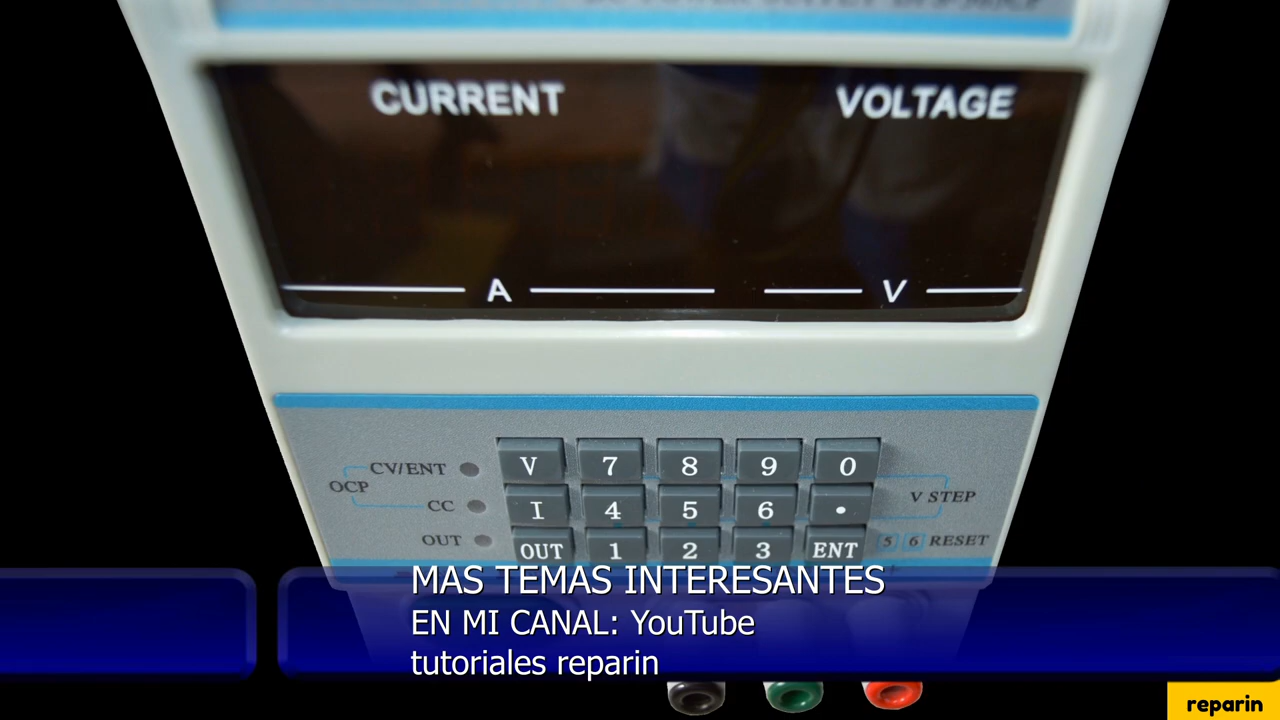 CURRENT VOLTAGE
A V
CV/ENT V 7 8 9 0
OCP V STEP
CC I 4 5 6 .
OUT OUT 1 2 3 ENT 5 6 RESET
MAS TEMAS INTERESANTES
EN MI CANAL: YouTube
tutoriales reparin
reparin